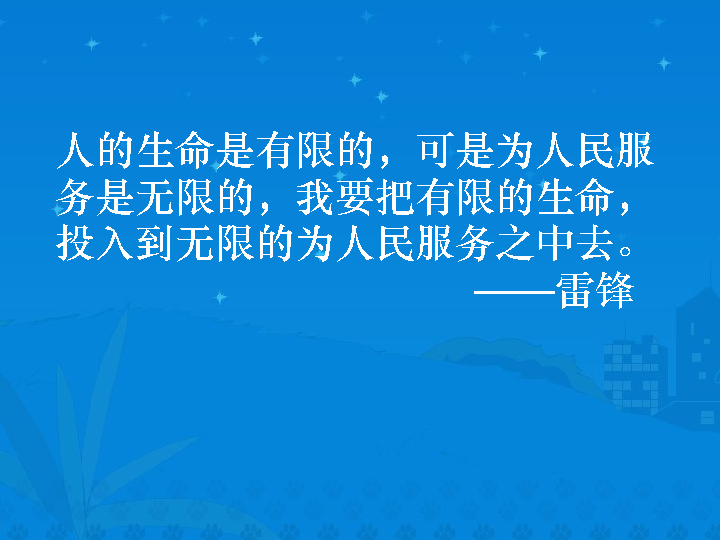 人的生命是有限的，可是为人民服
务是无限的，我要把有限的生命，
投入到无限的为人民服务之中去。
——雷锋